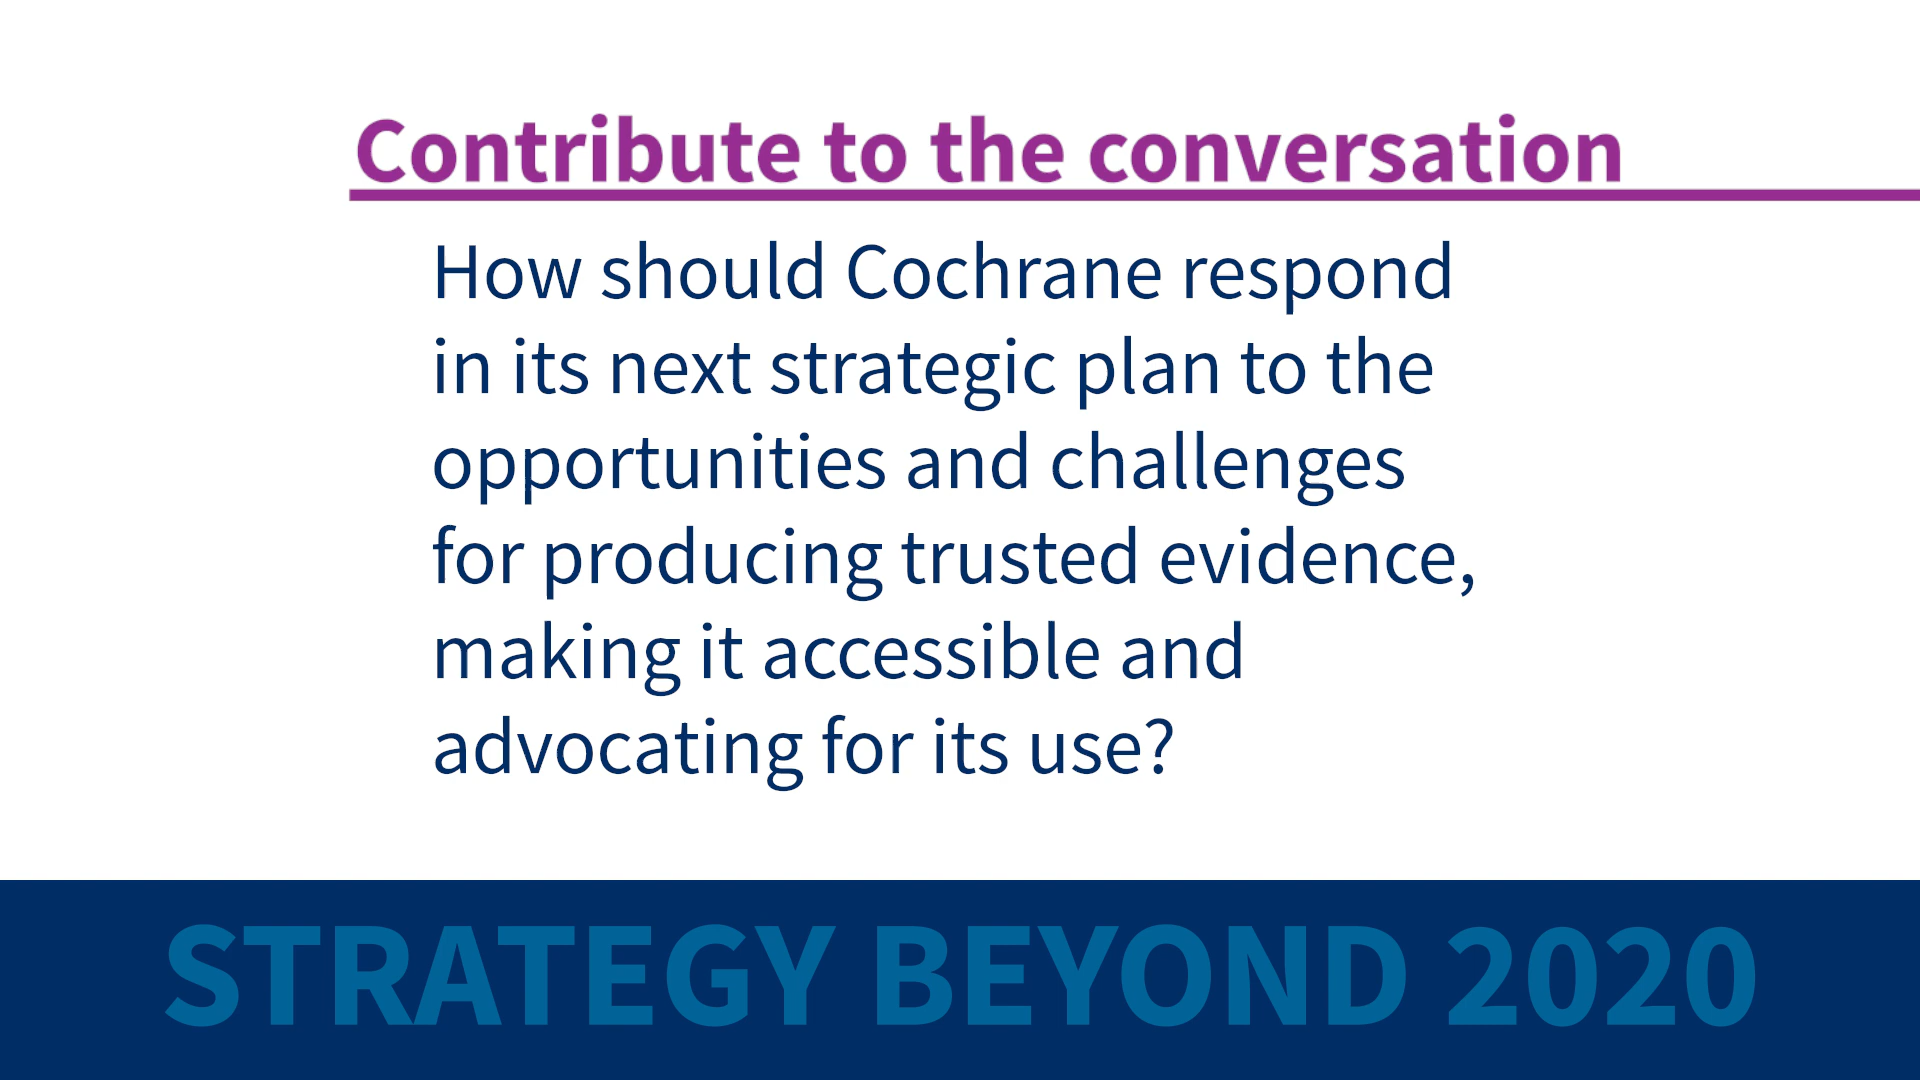 Contribute to the conversation
How should Cochrane respond
in its next strategic plan to the
opportunities and challenges
for producing trusted evidence,
making it accessible and
advocating for its use?
STRATEGY BEYOND 2020